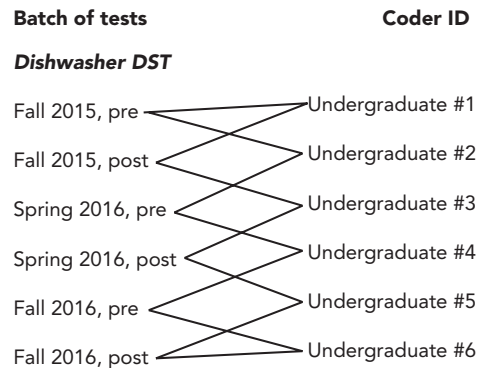 Batch of tests Coder ID
Dishwasher DST
Fall 2015, pre Undergraduate #1
Fall 2015, post Undergraduate #2
Spring 2016, pre Undergraduate #3
Spring 2016, post Undergraduate #4
Fall 2016, pre Undergraduate #5
Fall 2016, post Undergraduate #6